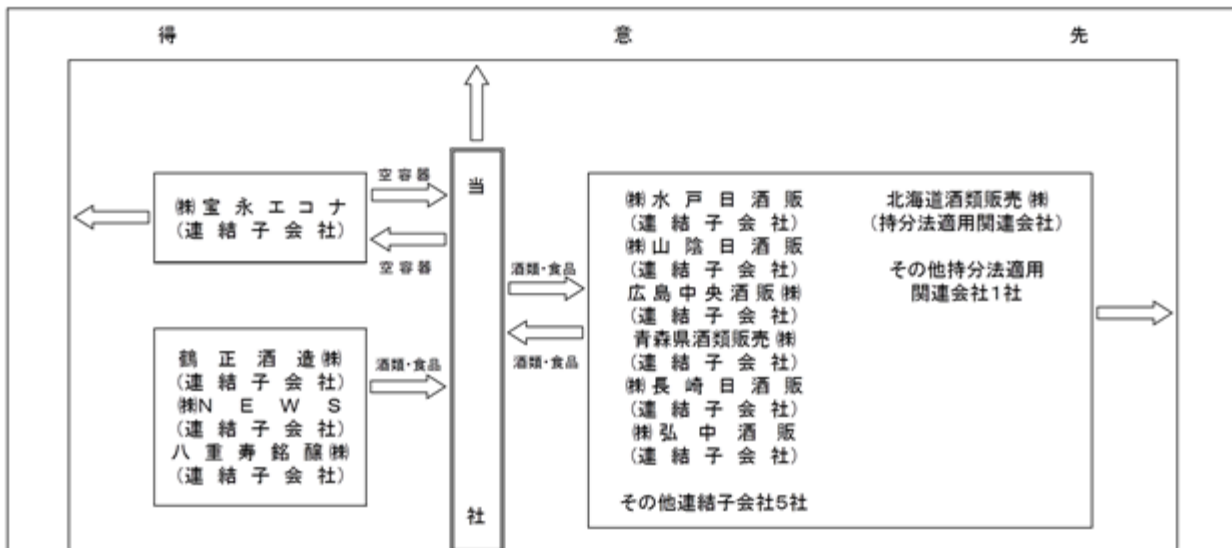 得意先
空容器
㈱宝永エコナ
(連結子会社)
空容器
鶴正酒造㈱
(連結子会社)
㈱NEWS
(連結子会社)
八重寿銘醸㈱
(連結子会社)
酒類・食品
当社
酒類・食品
酒類・食品
㈱水戸日酒販
(連結子会社)
㈱山陰日酒販
(連結子会社)
広島中央酒販㈱
(連結子会社)
青森県酒類販売㈱
(連結子会社)
㈱長崎日酒販
(連結子会社)
㈱弘中酒販
(連結子会社)
その他連結子会社5社
北海道酒類販売㈱
(持分法適用関連会社)
その他持分法適用
関連会社1社